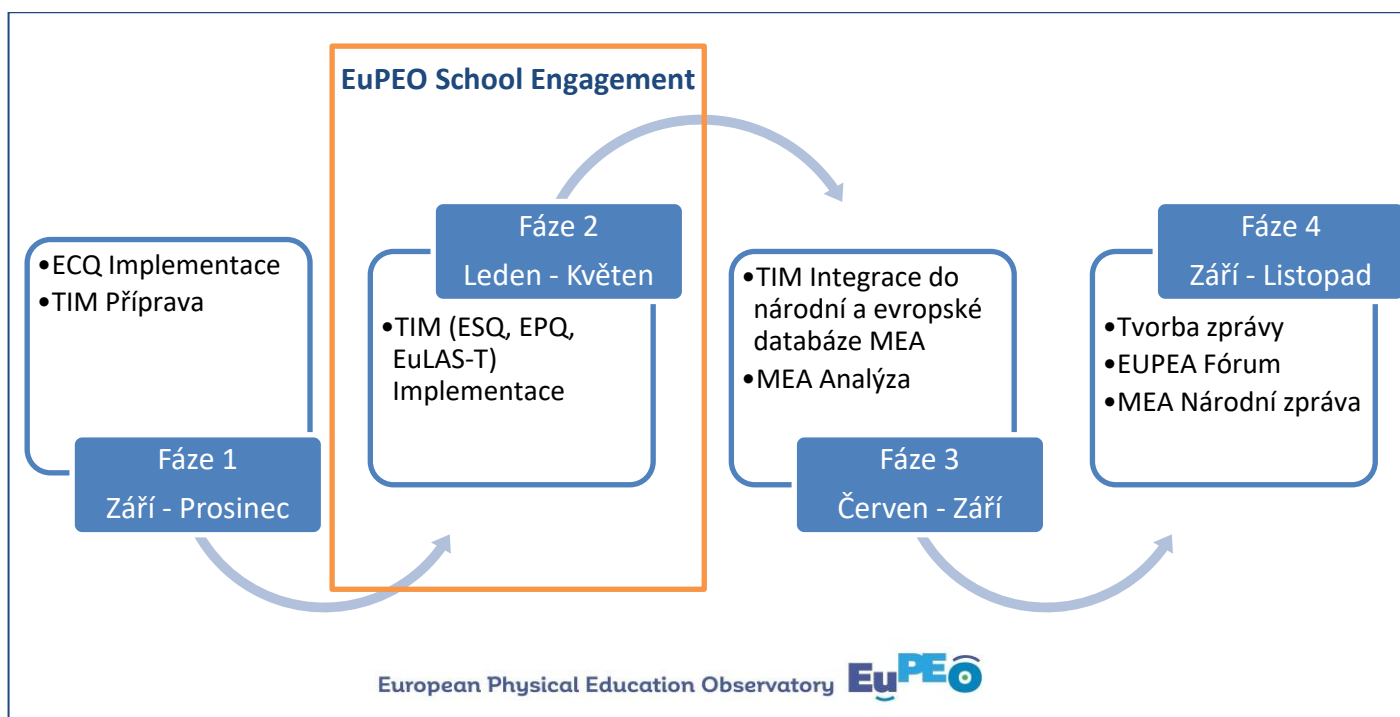 EuPEO School Engagement
•ECQ Implementace
•TIM Příprava
Fáze 1
Září - Prosinec
Fáze 2
Leden - Květen
•TIM (ESQ, EPQ,
EuLAS-T)
Implementace
•TIM Integrace do
národní a evropské
databáze MEA
•MEA Analýza
Fáze 3
Červen - Září
Fáze 4
Září - Listopad
•Tvorba zprávy
•EUPEA Fórum
•MEA Národní zpráva
European Physical Education Observatory EuPEO